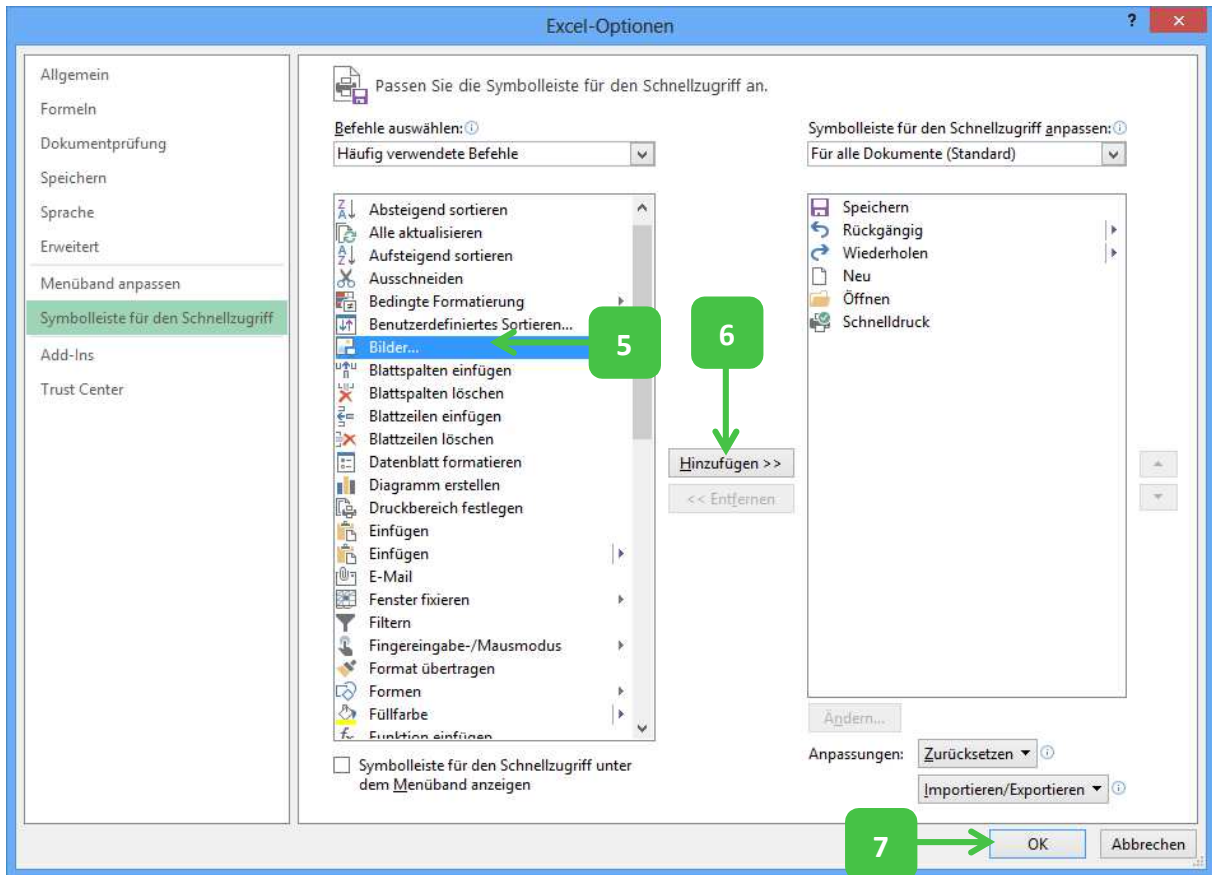 Excel-Optionen
?
Allgemein
Formeln
Dokumentprüfung
Speichern
Sprache
Erweitert
Menüband anpassen
Symbolleiste für den Schnellzugriff
Add-Ins
Trust Center
Passen Sie die Symbolleiste für den Schnellzugriff an.
Befehle auswählen:
Häufig verwendete Befehle
Absteigend sortieren
Alle aktualisieren
Aufsteigend sortieren
Ausschneiden
Bedingte Formatierung
Benutzerdefiniertes Sortieren...
Bilder...
Blattspalten einfügen
Blattspalten löschen
Blattzeilen einfügen
Blattzeilen löschen
Datenblatt formatieren
Diagramm erstellen
Druckbereich festlegen
Einfügen
Einfügen
E-Mail
Fenster fixieren
Filtern
Fingereingabe-/Mausmodus
Format übertragen
Formen
Füllfarbe
Funktion einfügen
Symbolleiste für den Schnellzugriff unter
dem Menüband anzeigen
5
6
Hinzufügen >>
<< Entfernen
Symbolleiste für den Schnellzugriff anpassen:
Für alle Dokumente (Standard)
Speichern
Rückgängig
Wiederholen
Neu
Öffnen
Schnelldruck
Ändern...
Anpassungen: Zurücksetzen
Importieren/Exportieren
7
OK
Abbrechen